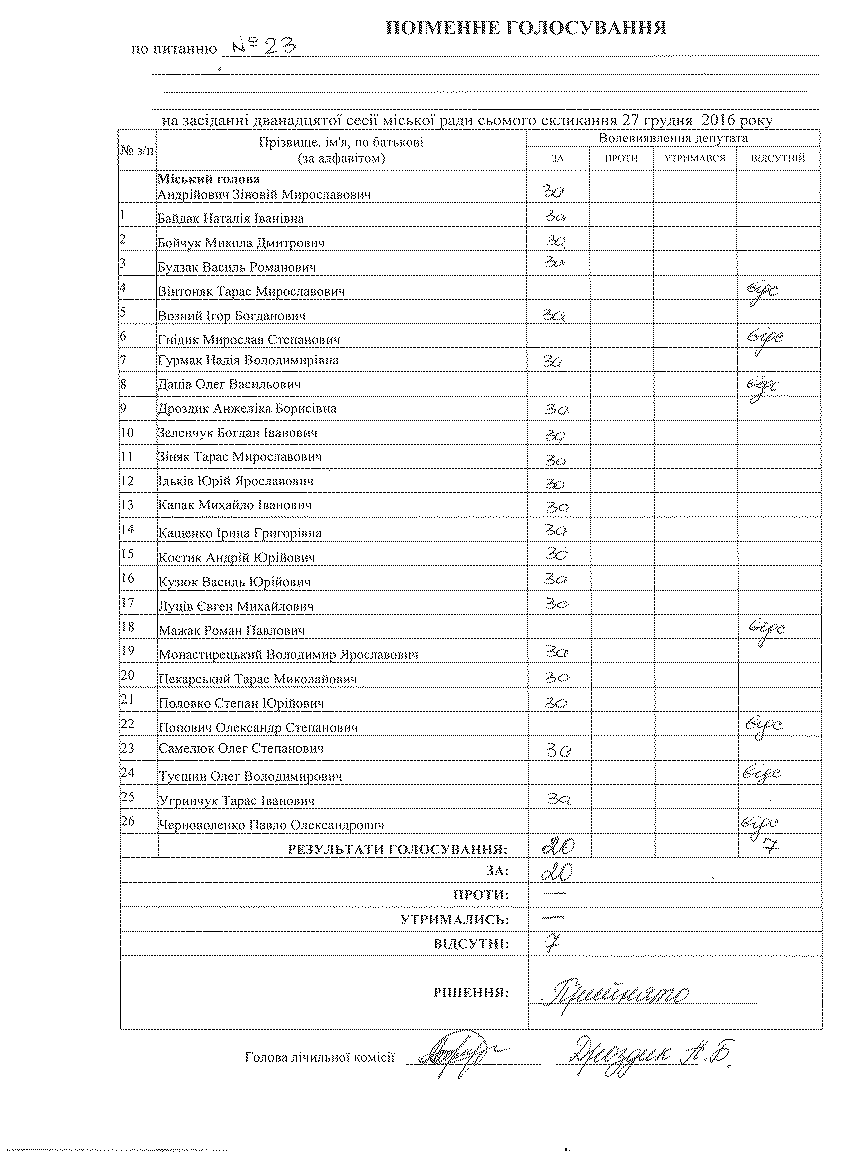 ПОІМЕННЕ ГОЛОСУВАННЯ
по питанню № 23
на засіданні дванадцятої сесії міської ради сьомого скликання 27 грудня 2016 року
№ з/п Прізвище, ім'я, по батькові (за алфавітом) Волевиявлення депутата
ЗА ПРОТИ УТРИМАВСЯ ВІДСУТНІЙ
Міський голова
Андрійович Зіновій Мирославович За
1 Байдак Наталія Іванівна За
2 Бойчук Микола Дмитрович За
3 Будзак Василь Романович За
4 Вінтоняк Тарас Мирославович відс
5 Возний Ігор Богданович За
6 Гнідик Мирослав Степанович відс
7 Гурмак Надія Володимирівна За
8 Даців Олег Васильович відс
9 Дроздик Анжеліка Борисівна За
10 Зеленчук Богдан Іванович За
11 Зіняк Тарас Мирославович За
12 Ільків Юрій Ярославович За
13 Капак Михайло Іванович За
14 Кащенко Ірина Григорівна За
15 Костик Андрій Юрійович За
16 Кузюк Василь Юрійович За
17 Луців Євген Михайлович За
18 Мажак Роман Павлович відс
19 Монастирецький Володимир Ярославович За
20 Пекарський Тарас Миколайович За
21 Половко Степан Юрійович За
22 Попович Олександр Степанович відс
23 Самелюк Олег Степанович За
24 Туєшин Олег Володимирович відс
25 Угринчук Тарас Іванович За
26 Черноволенко Павло Олександрович відс
РЕЗУЛЬТАТИ ГОЛОСУВАННЯ: 20 7
ЗА: 20
ПРОТИ: —
УТРИМАЛИСЬ: —
ВІДСУТНІ: 7
РІШЕННЯ: Прийнято
Голова лічильної комісії Дроздик А.Б.